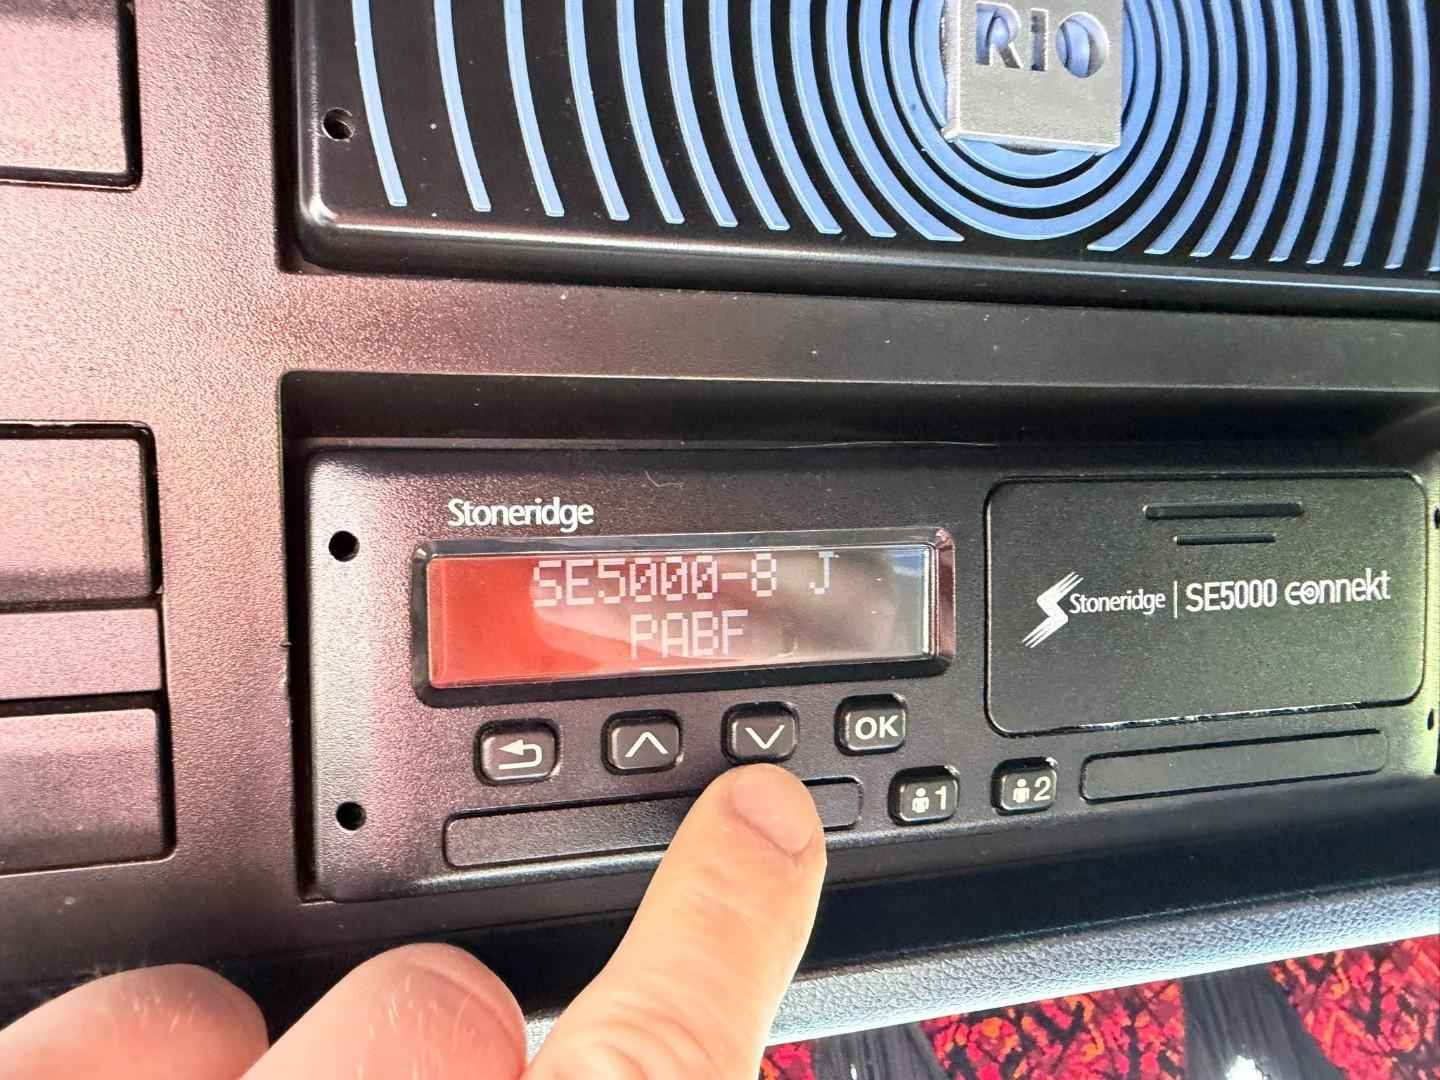 RIO
Stoneridge
SE5000-8 J
PABF
Stoneridge | SE5000 connekt
OK
1
2